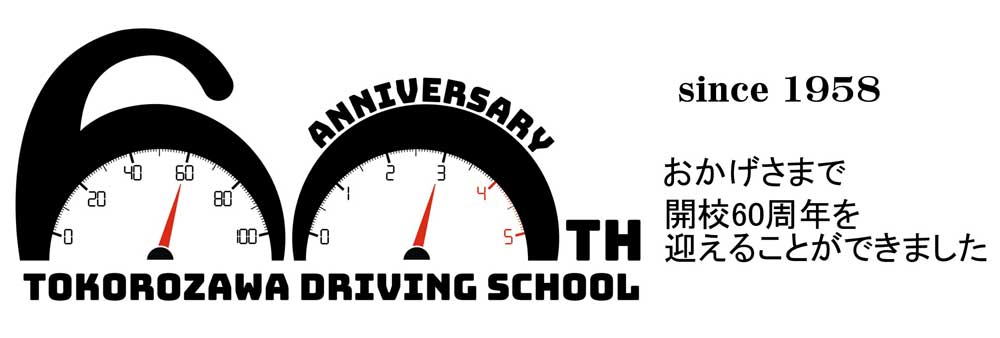 60TH
ANNIVERSARY
0 20 40 60 80 100
0 1 2 3 4 5
TOKOROZAWA DRIVING SCHOOL
since 1958
おかげさまで
開校60周年を
迎えることができました